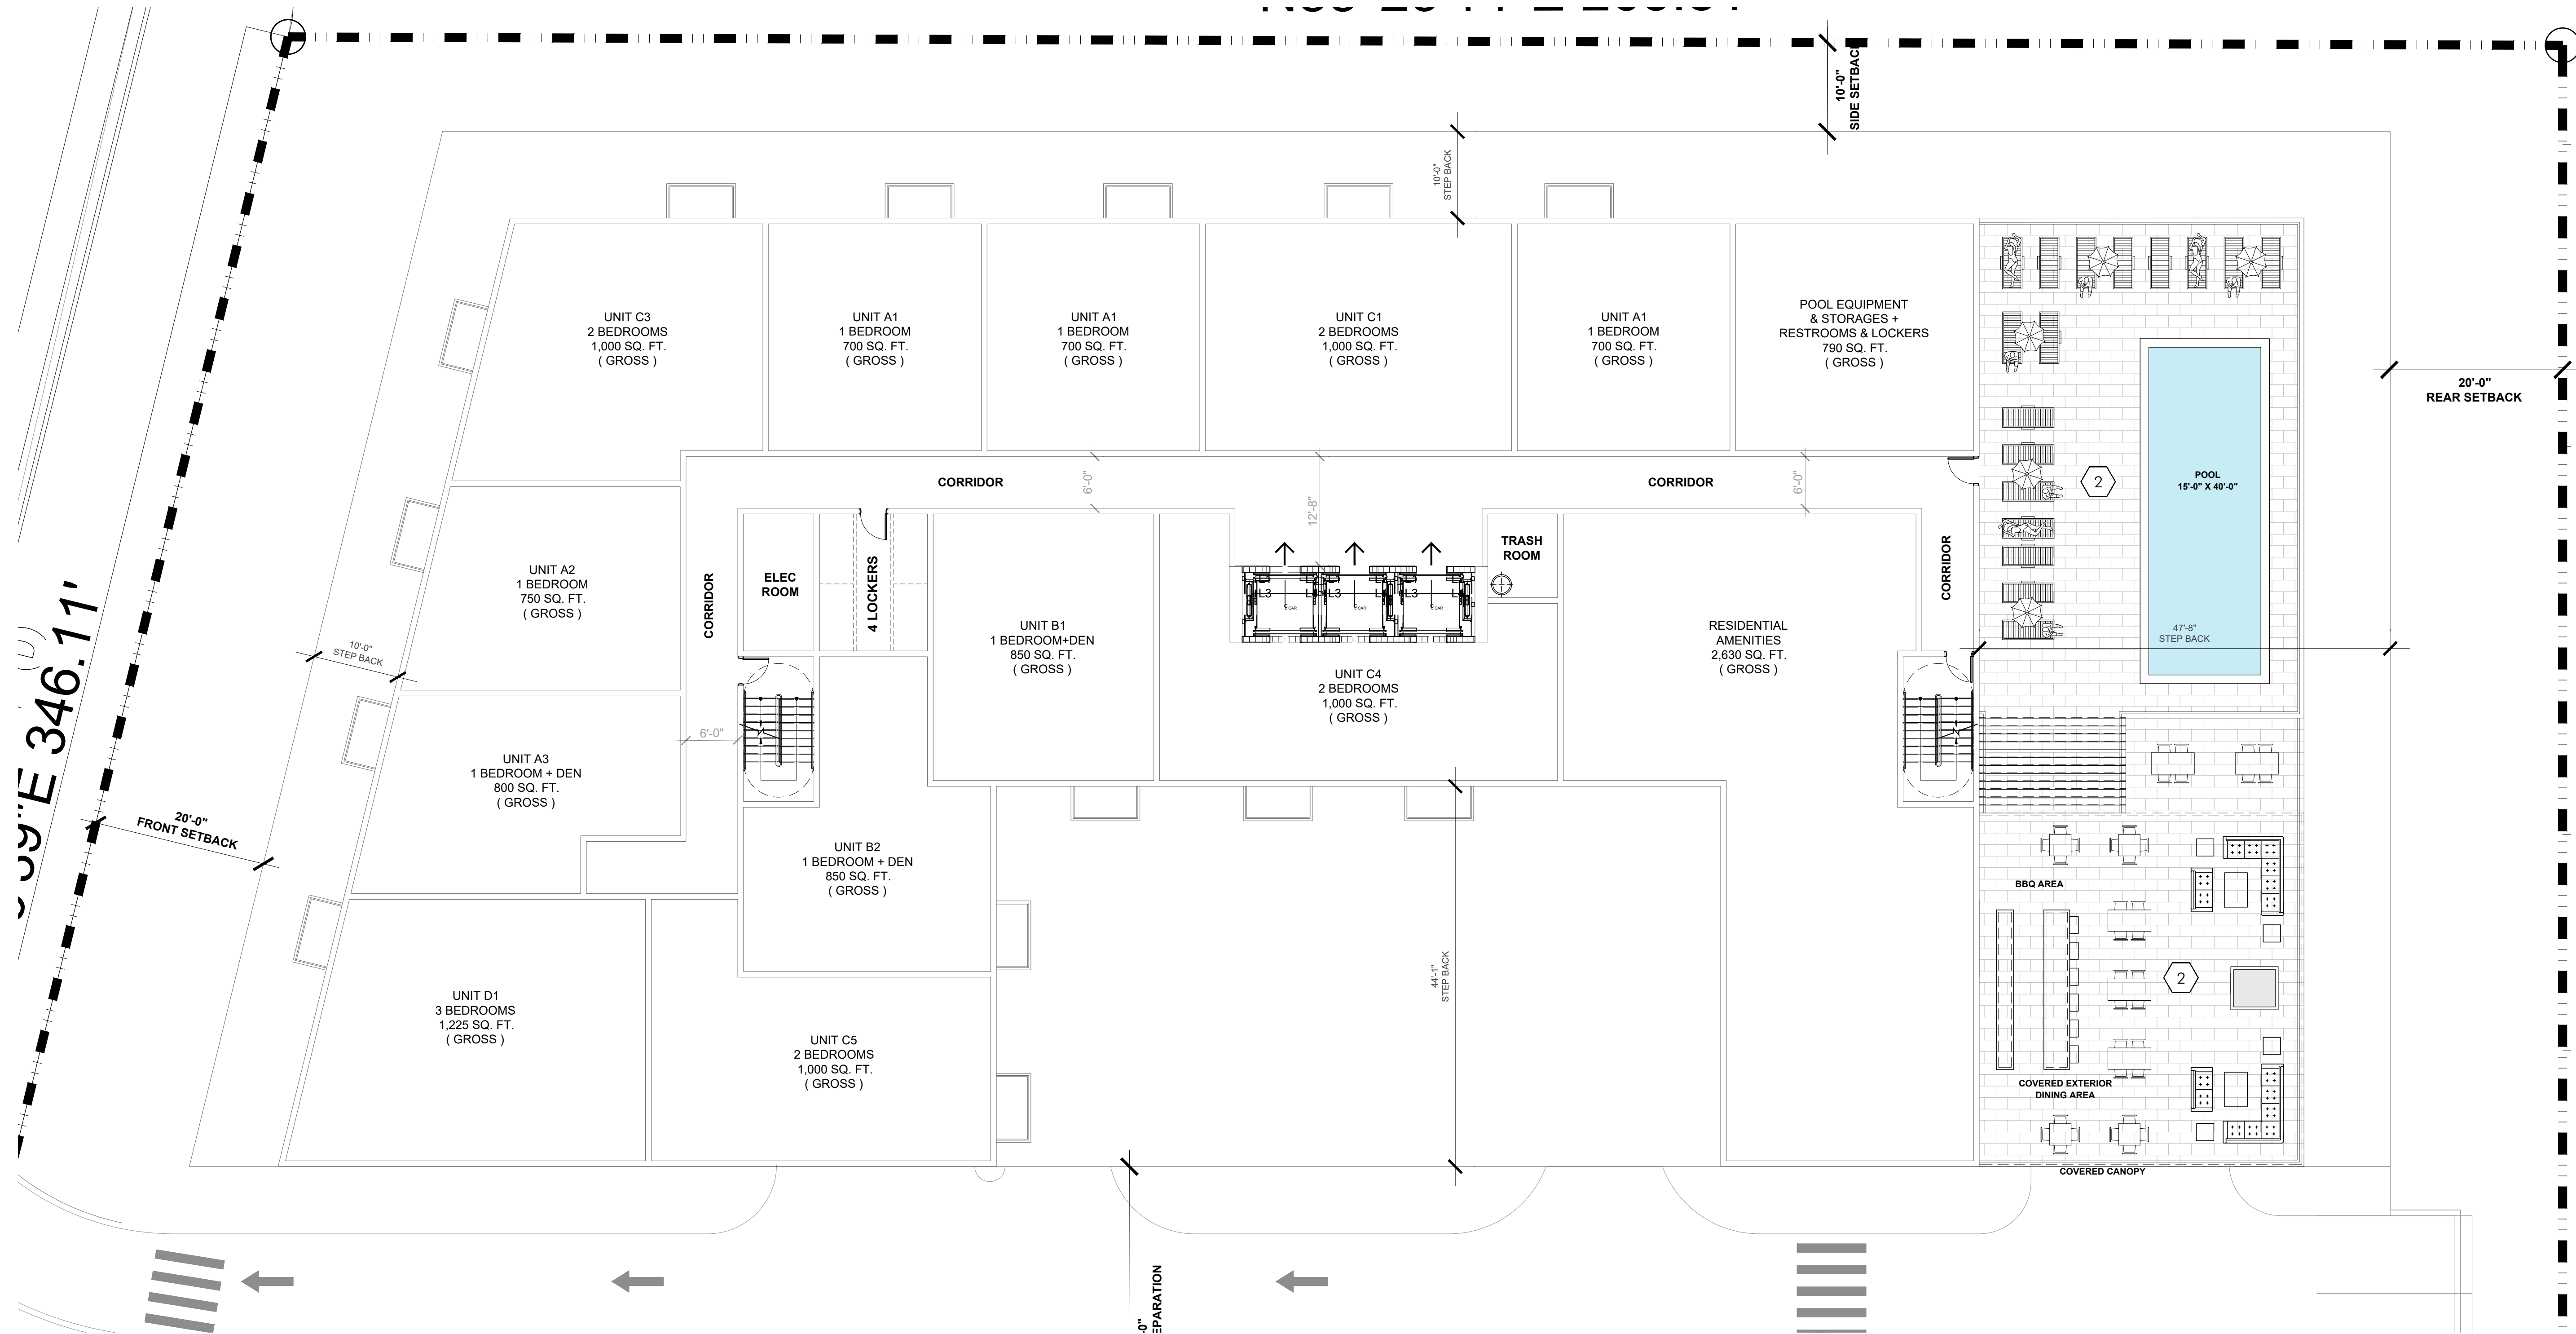 10'-0"
SIDE SETBACK
10'-0"
STEP BACK
UNIT C3
2 BEDROOMS
1,000 SQ. FT.
( GROSS )
UNIT A1
1 BEDROOM
700 SQ. FT.
( GROSS )
UNIT A1
1 BEDROOM
700 SQ. FT.
( GROSS )
UNIT C1
2 BEDROOMS
1,000 SQ. FT.
( GROSS )
UNIT A1
1 BEDROOM
700 SQ. FT.
( GROSS )
POOL EQUIPMENT
& STORAGES +
RESTROOMS & LOCKERS
790 SQ. FT.
( GROSS )
20'-0"
REAR SETBACK
CORRIDOR
6'-0"
12'-8"
CORRIDOR
6'-0"
2
POOL
15'-0" X 40'-0"
UNIT A2
1 BEDROOM
750 SQ. FT.
( GROSS )
CORRIDOR
ELEC
ROOM
4 LOCKERS
UNIT B1
1 BEDROOM+DEN
850 SQ. FT.
( GROSS )
L3
L3
L3
CAR
CAR
CAR
TRASH
ROOM
UNIT C4
2 BEDROOMS
1,000 SQ. FT.
( GROSS )
RESIDENTIAL
AMENITIES
2,630 SQ. FT.
( GROSS )
CORRIDOR
47'-8"
STEP BACK
E 346.11'
10'-0"
STEP BACK
6'-0"
UNIT A3
1 BEDROOM + DEN
800 SQ. FT.
( GROSS )
20'-0"
FRONT SETBACK
UNIT B2
1 BEDROOM + DEN
850 SQ. FT.
( GROSS )
BBQ AREA
44'-1"
STEP BACK
2
UNIT D1
3 BEDROOMS
1,225 SQ. FT.
( GROSS )
UNIT C5
2 BEDROOMS
1,000 SQ. FT.
( GROSS )
COVERED EXTERIOR
DINING AREA
COVERED CANOPY